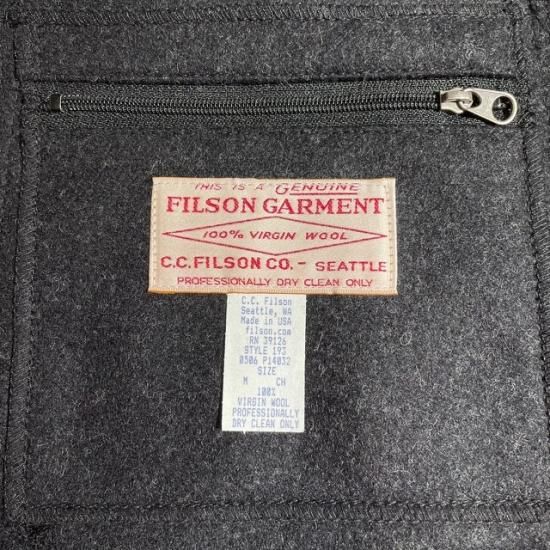 THIS IS A GENUINE
FILSON GARMENT
100% VIRGIN WOOL
C.C. FILSON CO. - SEATTLE
PROFESSIONALLY DRY CLEAN ONLY
C.C. Filson
Seattle, WA
Made in USA
filson.com
RN 39126
STYLE 193
0506 P14032
SIZE
M CH
100%
VIRGIN WOOL
PROFESSIONALLY
DRY CLEAN ONLY